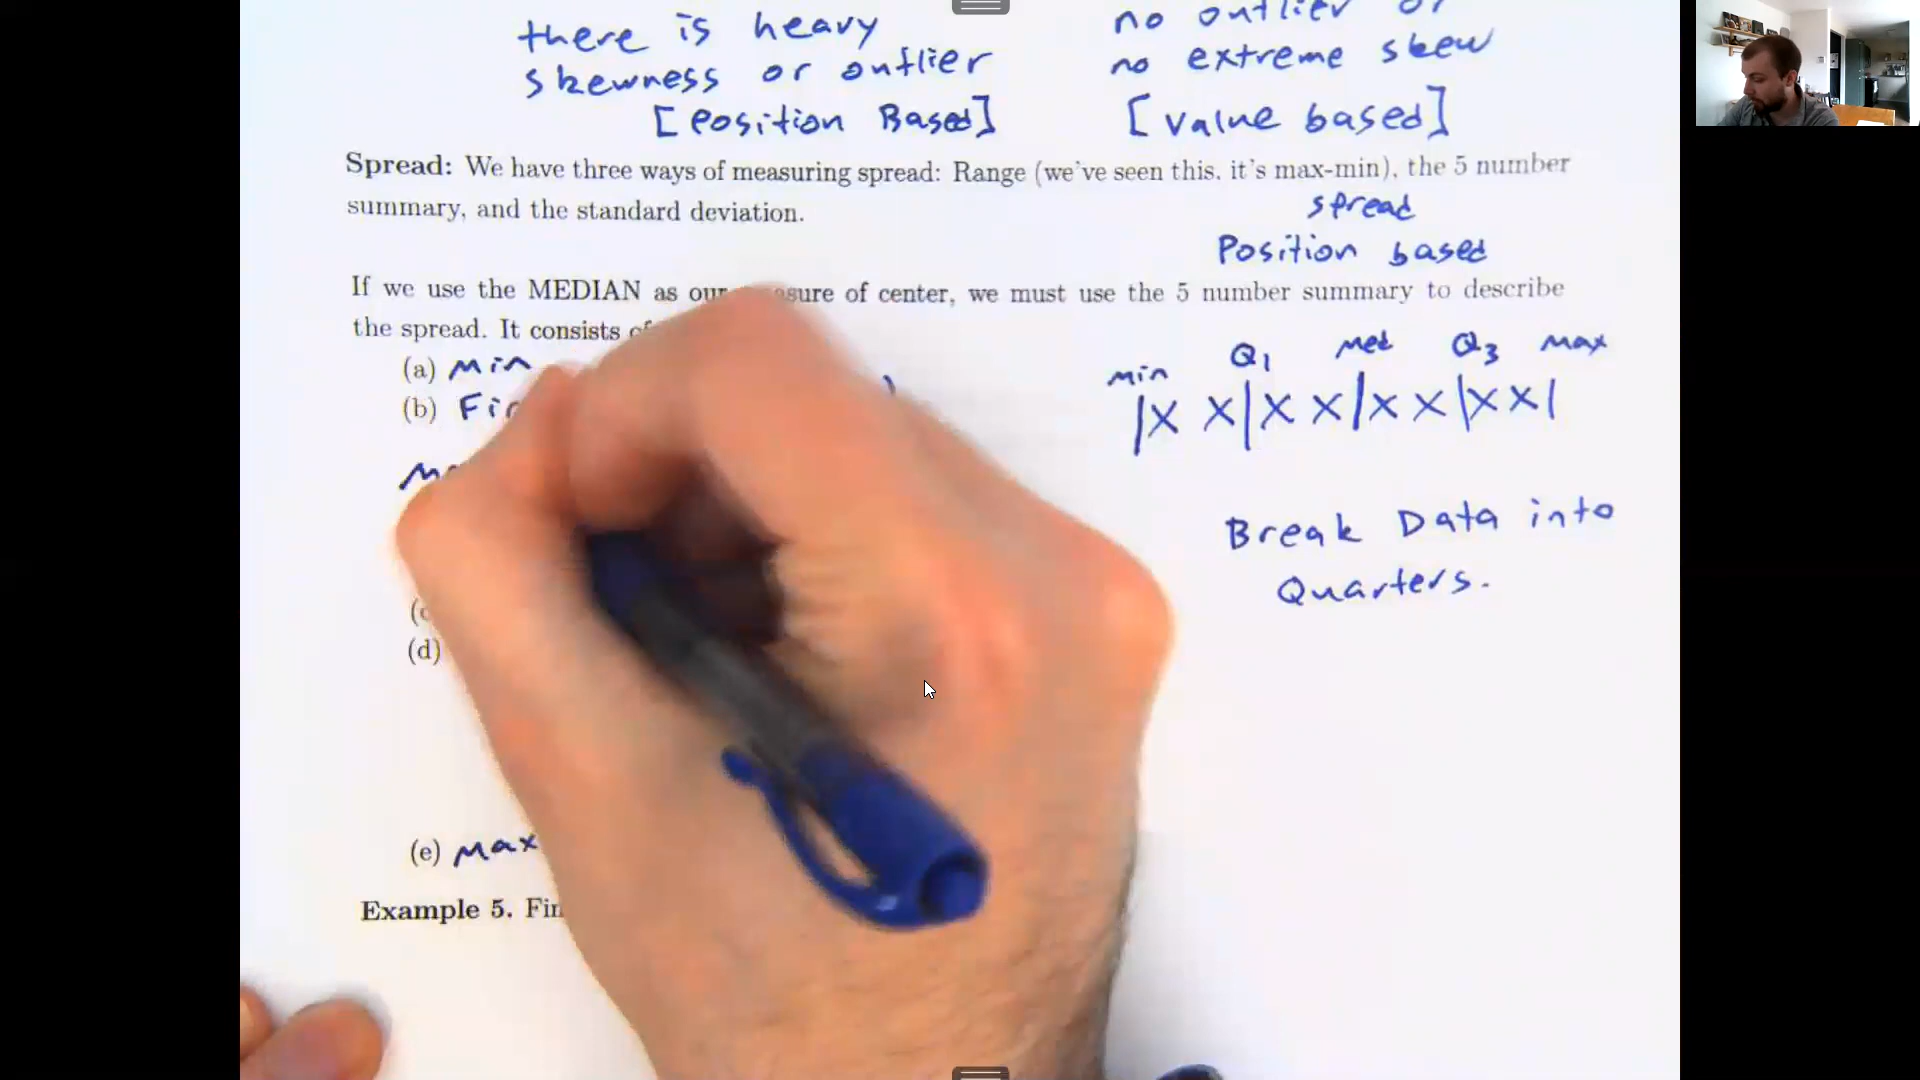 there is heavy
skewness or outlier
[Position Based]
no outlier or
no extreme skew
[value based]
Spread: We have three ways of measuring spread: Range (we've seen this, it's max-min), the 5 number
summary, and the standard deviation.
spread
Position based
If we use the MEDIAN as our measure of center, we must use the 5 number summary to describe
the spread. It consists
(a) Min
(b)
min Q1 med Q3 max
|X X|X X|X X|X X|
Break Data into
Quarters.
(d)
(e) Max
Example 5.